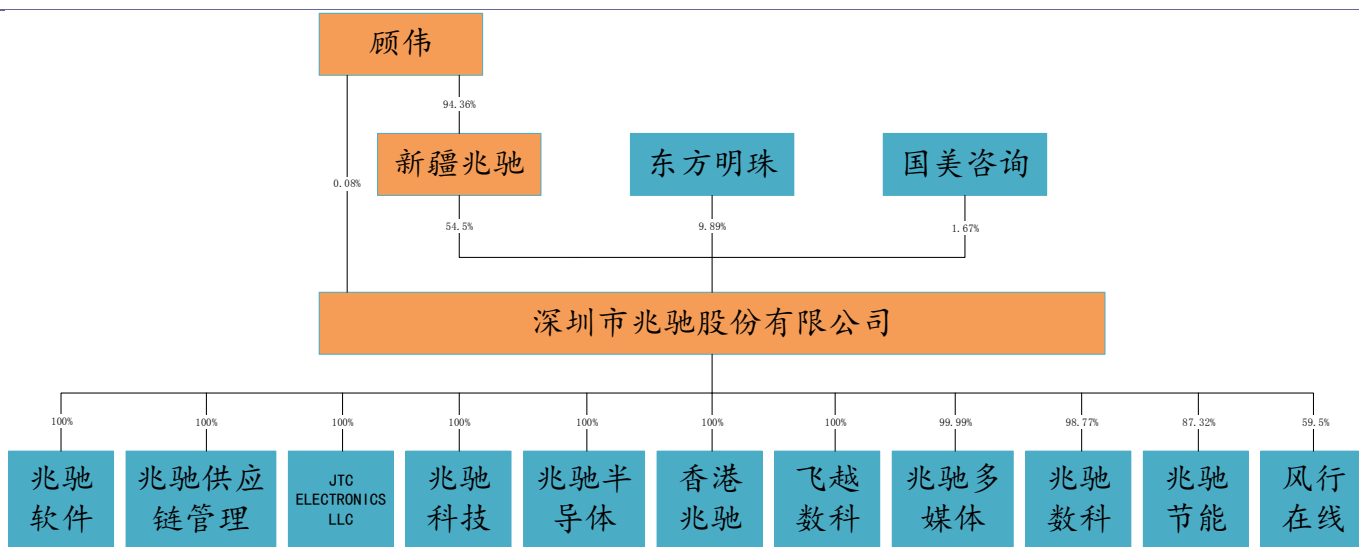 顾伟
94.36%
新疆兆驰
东方明珠
国美咨询
0.08%
54.5%
9.89%
1.67%
深圳市兆驰股份有限公司
100%
100%
100%
100%
100%
100%
100%
99.99%
98.77%
87.32%
59.5%
兆驰
软件
兆驰供应
链管理
JTC
ELECTRONICS
LLC
兆驰
科技
兆驰半
导体
香港
兆驰
飞越
数科
兆驰多
媒体
兆驰
数科
兆驰
节能
风行
在线